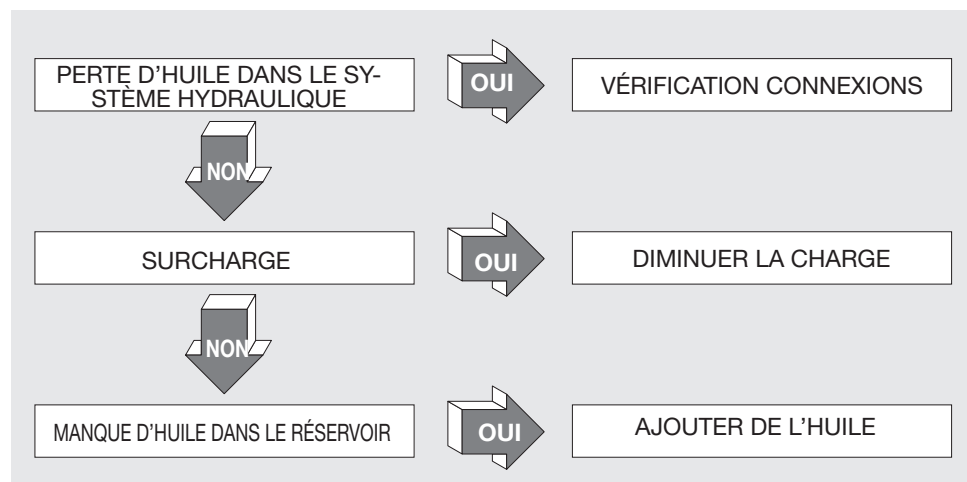 PERTE D'HUILE DANS LE SY-
STÈME HYDRAULIQUE
OUI
VÉRIFICATION CONNEXIONS
NON
SURCHARGE
OUI
DIMINUER LA CHARGE
NON
MANQUE D'HUILE DANS LE RÉSERVOIR
OUI
AJOUTER DE L'HUILE